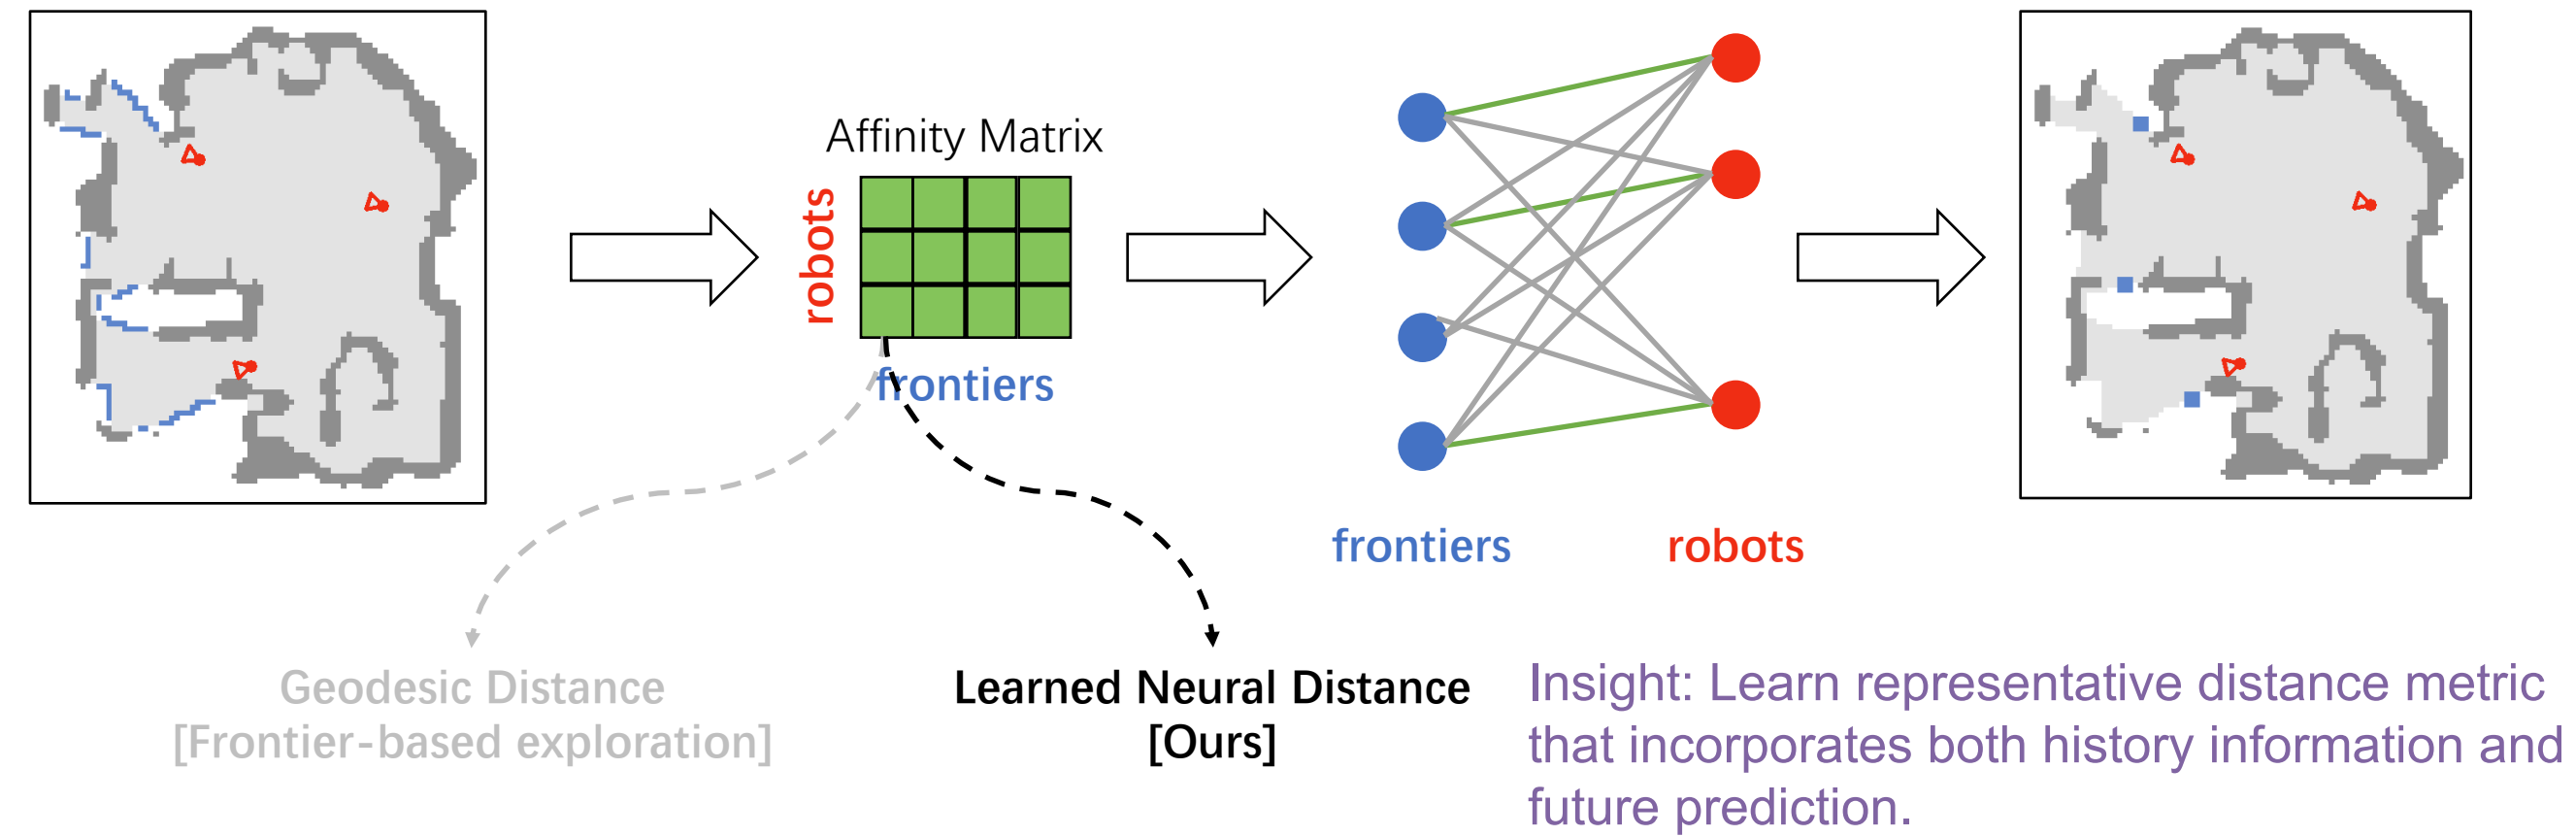 Affinity Matrix
robots
frontiers
frontiers
robots
Geodesic Distance
[Frontier-based exploration]
Learned Neural Distance
[Ours]
Insight: Learn representative distance metric
that incorporates both history information and
future prediction.